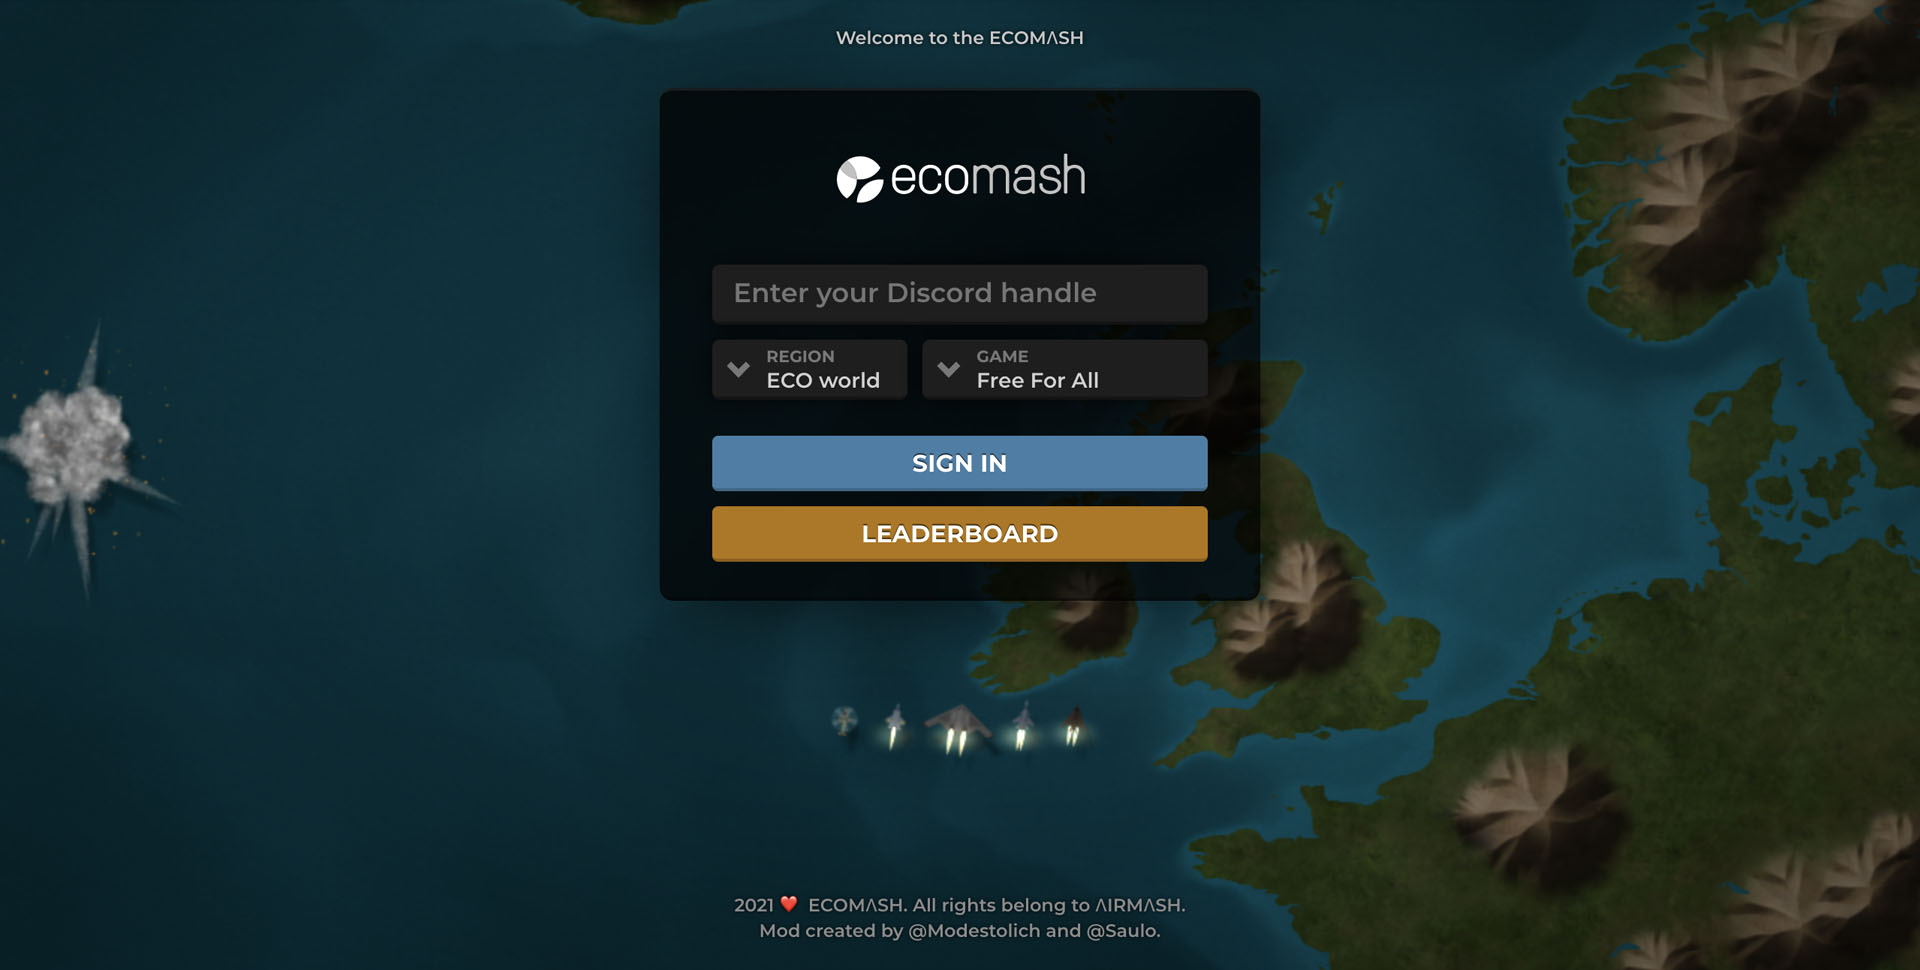 Welcome to the ECOMΛSH
ecomash
Enter your Discord handle
REGION
ECO world
GAME
Free For All
SIGN IN
LEADERBOARD
2021 ❤️ ECOMΛSH. All rights belong to ΛIRMΛSH.
Mod created by @Modestolich and @Saulo.